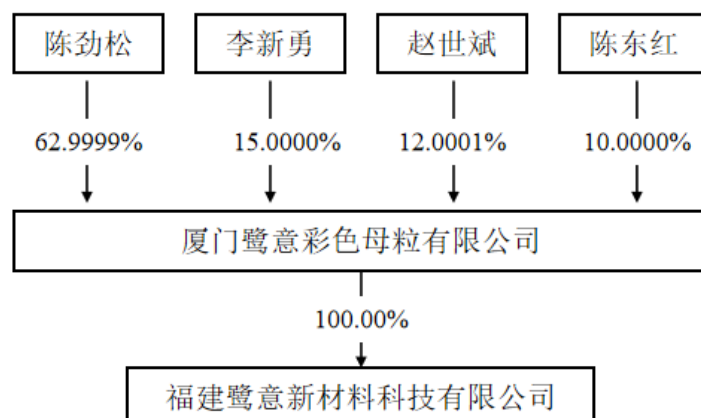 陈劲松 李新勇 赵世斌 陈东红
62.9999% 15.0000% 12.0001% 10.0000%
厦门鹭意彩色母粒有限公司
100.00%
福建鹭意新材料科技有限公司